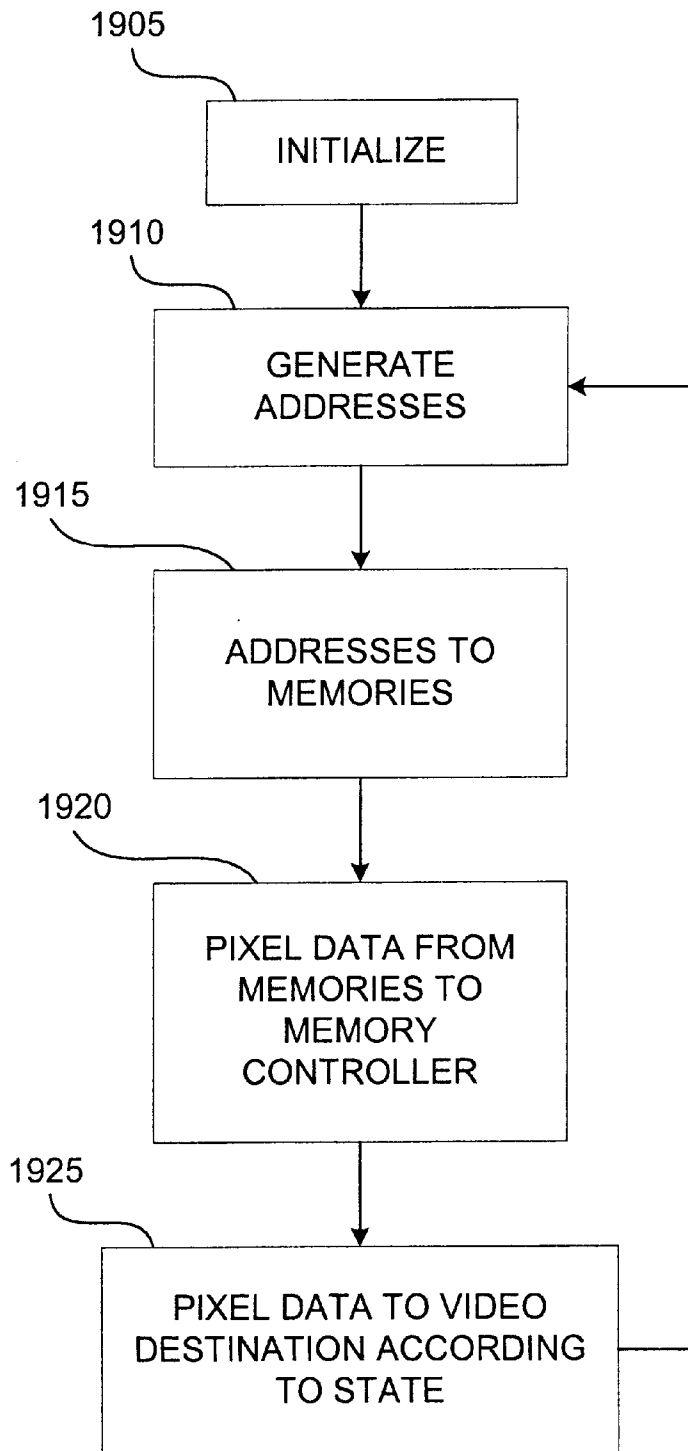 1905
INITIALIZE
1910
GENERATE
ADDRESSES
1915
ADDRESSES TO
MEMORIES
1920
PIXEL DATA FROM
MEMORIES TO
MEMORY
CONTROLLER
1925
PIXEL DATA TO VIDEO
DESTINATION ACCORDING
TO STATE